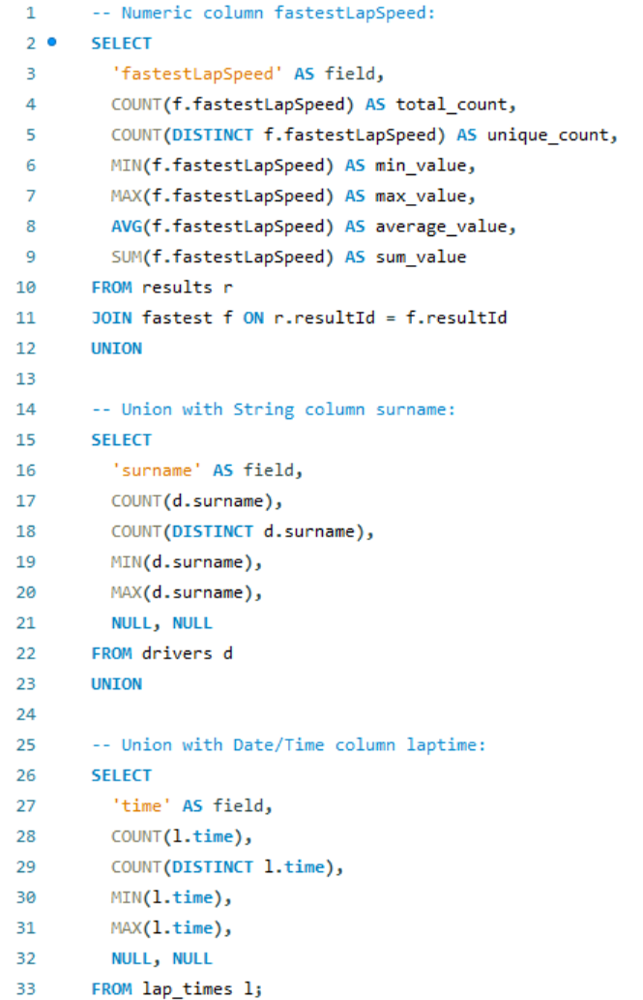 1 -- Numeric column fastestLapSpeed:
2 SELECT
3 'fastestLapSpeed' AS field,
4 COUNT(f.fastestLapSpeed) AS total_count,
5 COUNT(DISTINCT f.fastestLapSpeed) AS unique_count,
6 MIN(f.fastestLapSpeed) AS min_value,
7 MAX(f.fastestLapSpeed) AS max_value,
8 AVG(f.fastestLapSpeed) AS average_value,
9 SUM(f.fastestLapSpeed) AS sum_value
10 FROM results r
11 JOIN fastest f ON r.resultId = f.resultId
12 UNION
13
14 -- Union with String column surname:
15 SELECT
16 'surname' AS field,
17 COUNT(d.surname),
18 COUNT(DISTINCT d.surname),
19 MIN(d.surname),
20 MAX(d.surname),
21 NULL, NULL
22 FROM drivers d
23 UNION
24
25 -- Union with Date/Time column laptime:
26 SELECT
27 'time' AS field,
28 COUNT(l.time),
29 COUNT(DISTINCT l.time),
30 MIN(l.time),
31 MAX(l.time),
32 NULL, NULL
33 FROM lap_times l;